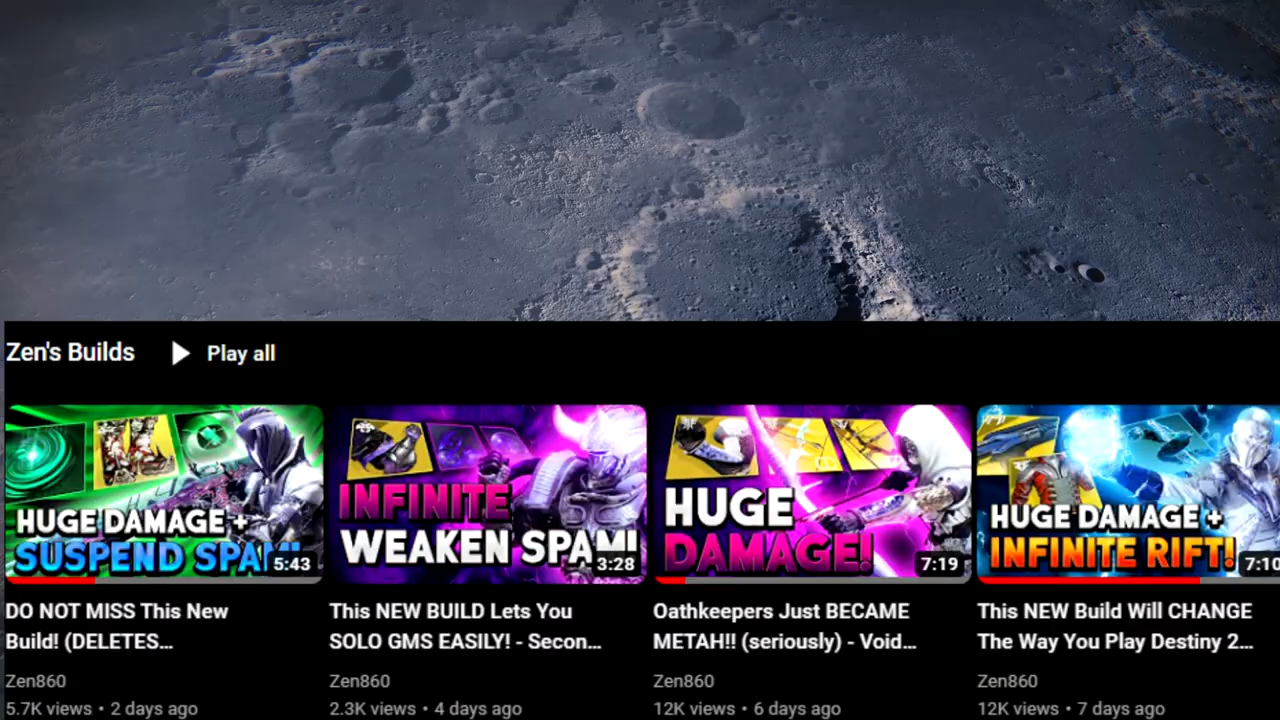 Zen's Builds Play all
HUGE DAMAGE +
SUSPEND SPAM!
5:43
INFINITE
WEAKEN SPAM!
3:28
HUGE
DAMAGE!
7:19
HUGE DAMAGE +
INFINITE RIFT!
7:10
DO NOT MISS This New
Build! (DELETES...
Zen860
5.7K views • 2 days ago
This NEW BUILD Lets You
SOLO GMS EASILY! - Secon...
Zen860
2.3K views • 4 days ago
Oathkeepers Just BECAME
METAH!! (seriously) - Void...
Zen860
12K views • 6 days ago
This NEW Build Will CHANGE
The Way You Play Destiny 2...
Zen860
12K views • 7 days ago